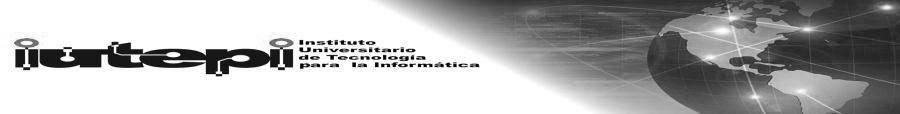 iutepi
Instituto
Universitario
de Tecnología
para la Informática